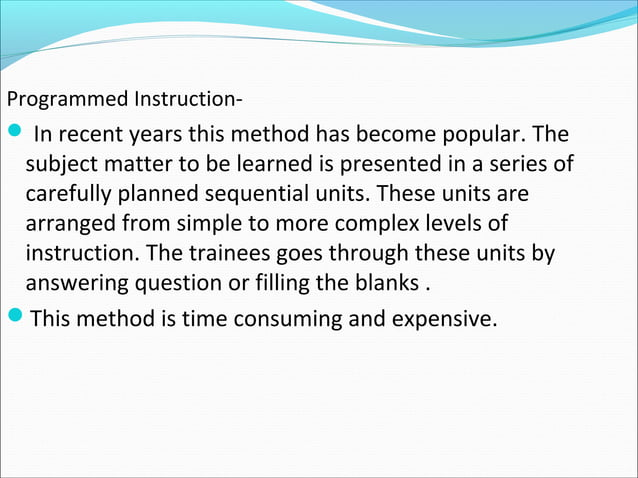 Programmed Instruction-
In recent years this method has become popular. The
subject matter to be learned is presented in a series of
carefully planned sequential units. These units are
arranged from simple to more complex levels of
instruction. The trainees goes through these units by
answering question or filling the blanks .
This method is time consuming and expensive.